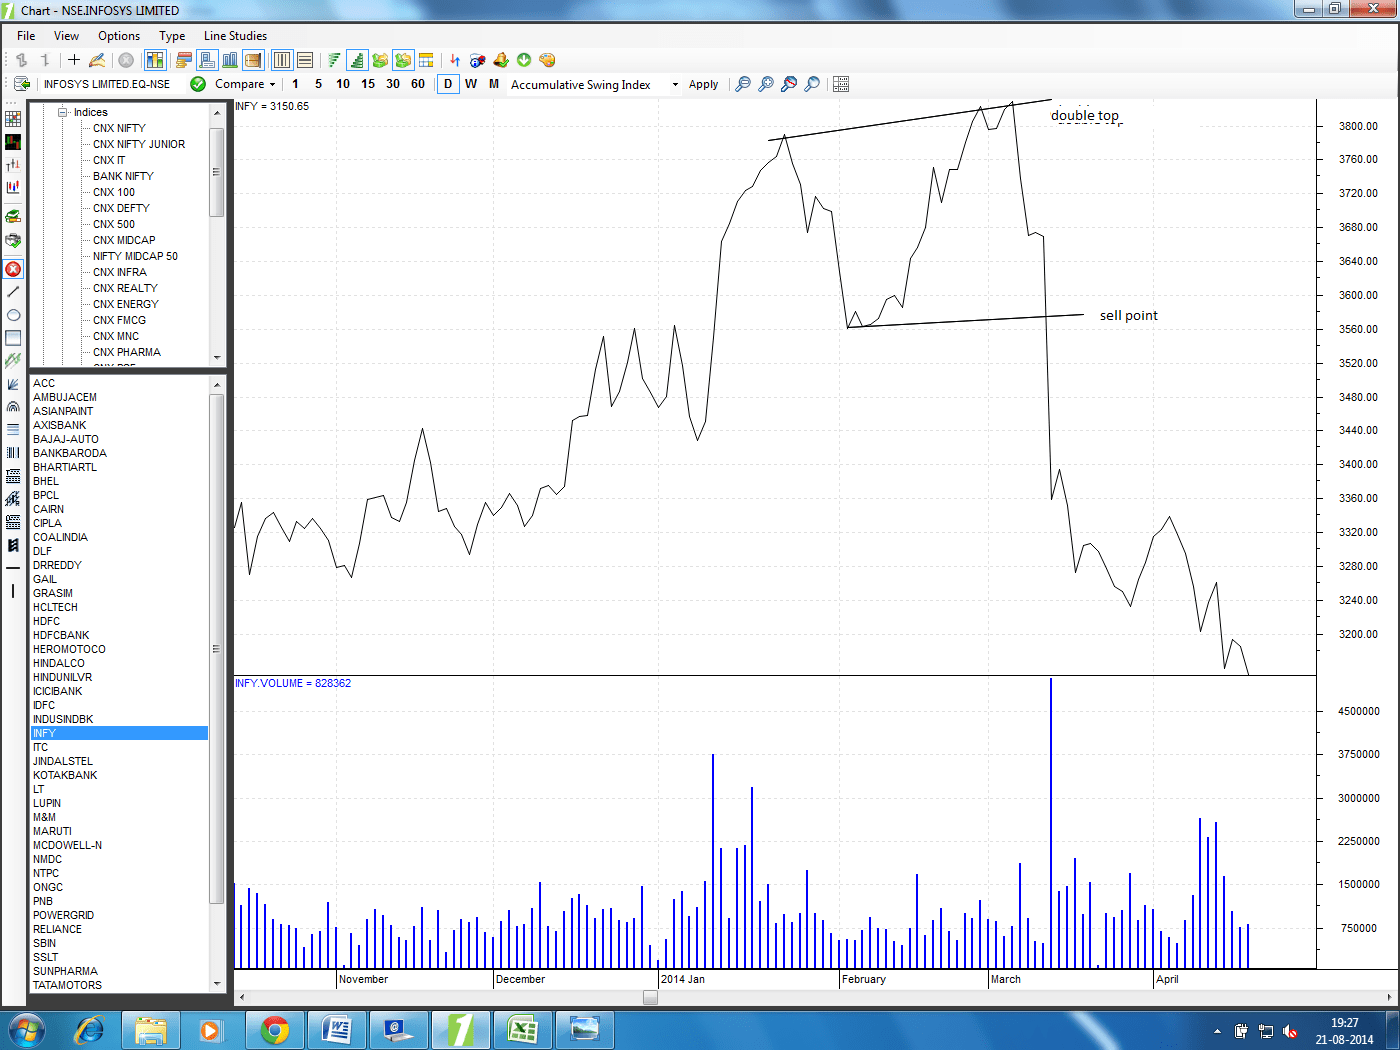 Chart - NSE.INFOSYS LIMITED
File View Options Type Line Studies
INFOSYS LIMITED.EQ-NSE Compare 1 5 10 15 30 60 D W M Accumulative Swing Index Apply
Indices
CNX NIFTY
CNX NIFTY JUNIOR
CNX IT
BANK NIFTY
CNX 100
CNX DEFTY
CNX 500
CNX MIDCAP
NIFTY MIDCAP 50
CNX INFRA
CNX REALTY
CNX ENERGY
CNX FMCG
CNX MNC
CNX PHARMA
ACC
AMBUJACEM
ASIANPAINT
AXISBANK
BAJAJ-AUTO
BANKBARODA
BHARTIARTL
BHEL
BPCL
CAIRN
CIPLA
COALINDIA
DLF
DRREDDY
GAIL
GRASIM
HCLTECH
HDFC
HDFCBANK
HEROMOTOCO
HINDALCO
HINDUNILVR
ICICIBANK
IDFC
INDUSINDBK
INFY
ITC
JINDALSTEL
KOTAKBANK
LT
LUPIN
M&M
MARUTI
MCDOWELL-N
NMDC
NTPC
ONGC
PNB
POWERGRID
RELIANCE
SBIN
SSLT
SUNPHARMA
TATAMOTORS
INFY = 3150.65
double top
sell point
3800.00
3760.00
3720.00
3680.00
3640.00
3600.00
3560.00
3520.00
3480.00
3440.00
3400.00
3360.00
3320.00
3280.00
3240.00
3200.00
INFY.VOLUME = 828362
4500000
3750000
3000000
2250000
1500000
750000
November December 2014 Jan February March April
19:27
21-08-2014